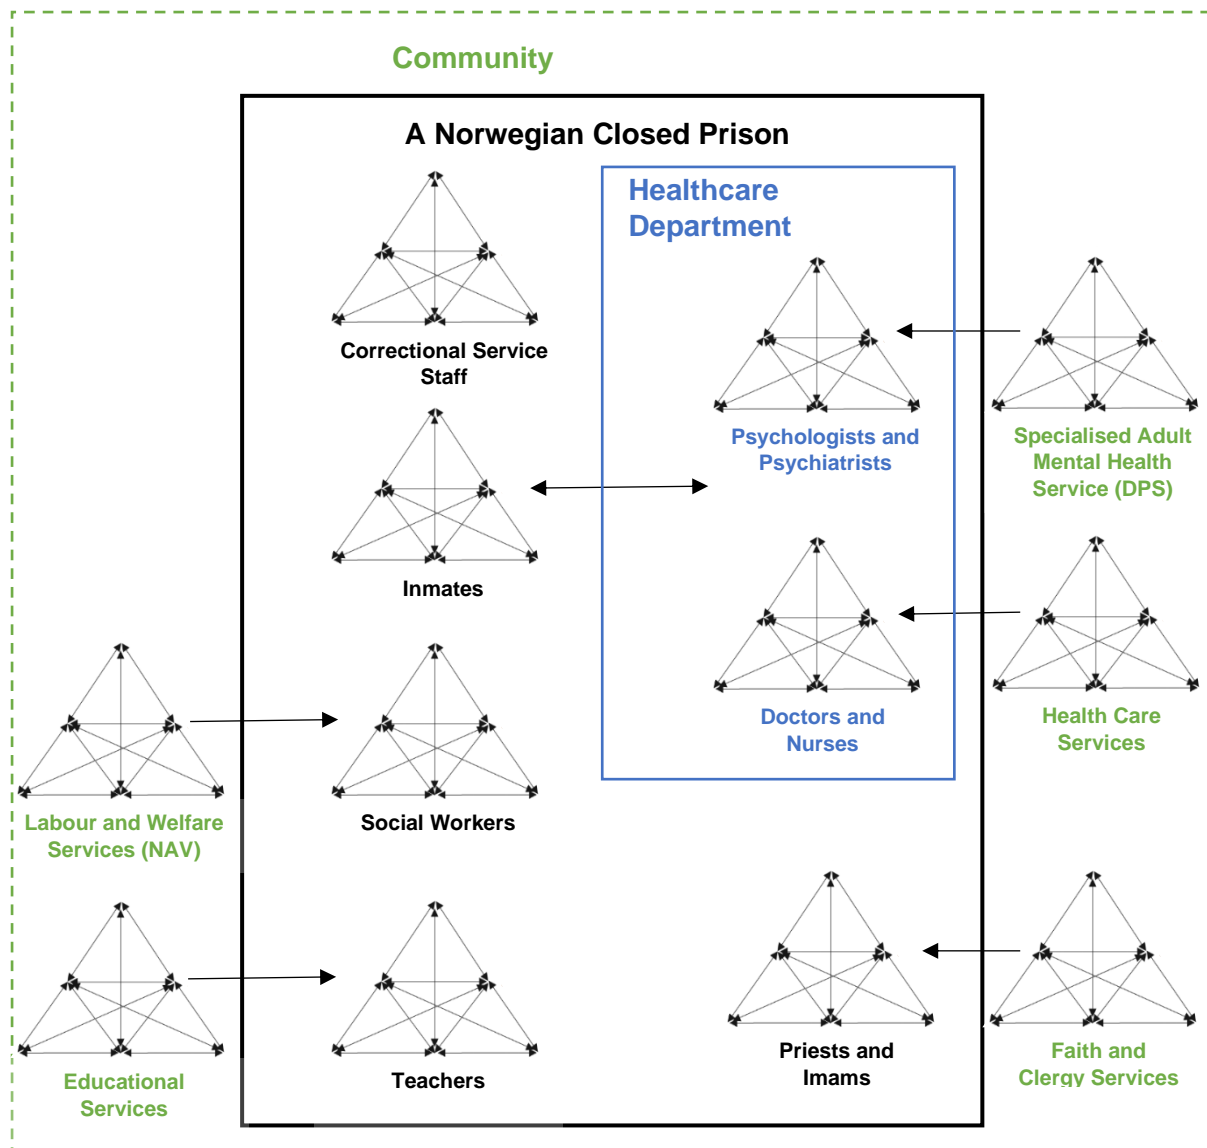 Community
A Norwegian Closed Prison
Healthcare
Department
Correctional Service
Staff
Psychologists and
Psychiatrists
Specialised Adult
Mental Health
Service (DPS)
Inmates
Doctors and
Nurses
Health Care
Services
Labour and Welfare
Services (NAV)
Social Workers
Educational
Services
Teachers
Priests and
Imams
Faith and
Clergy Services